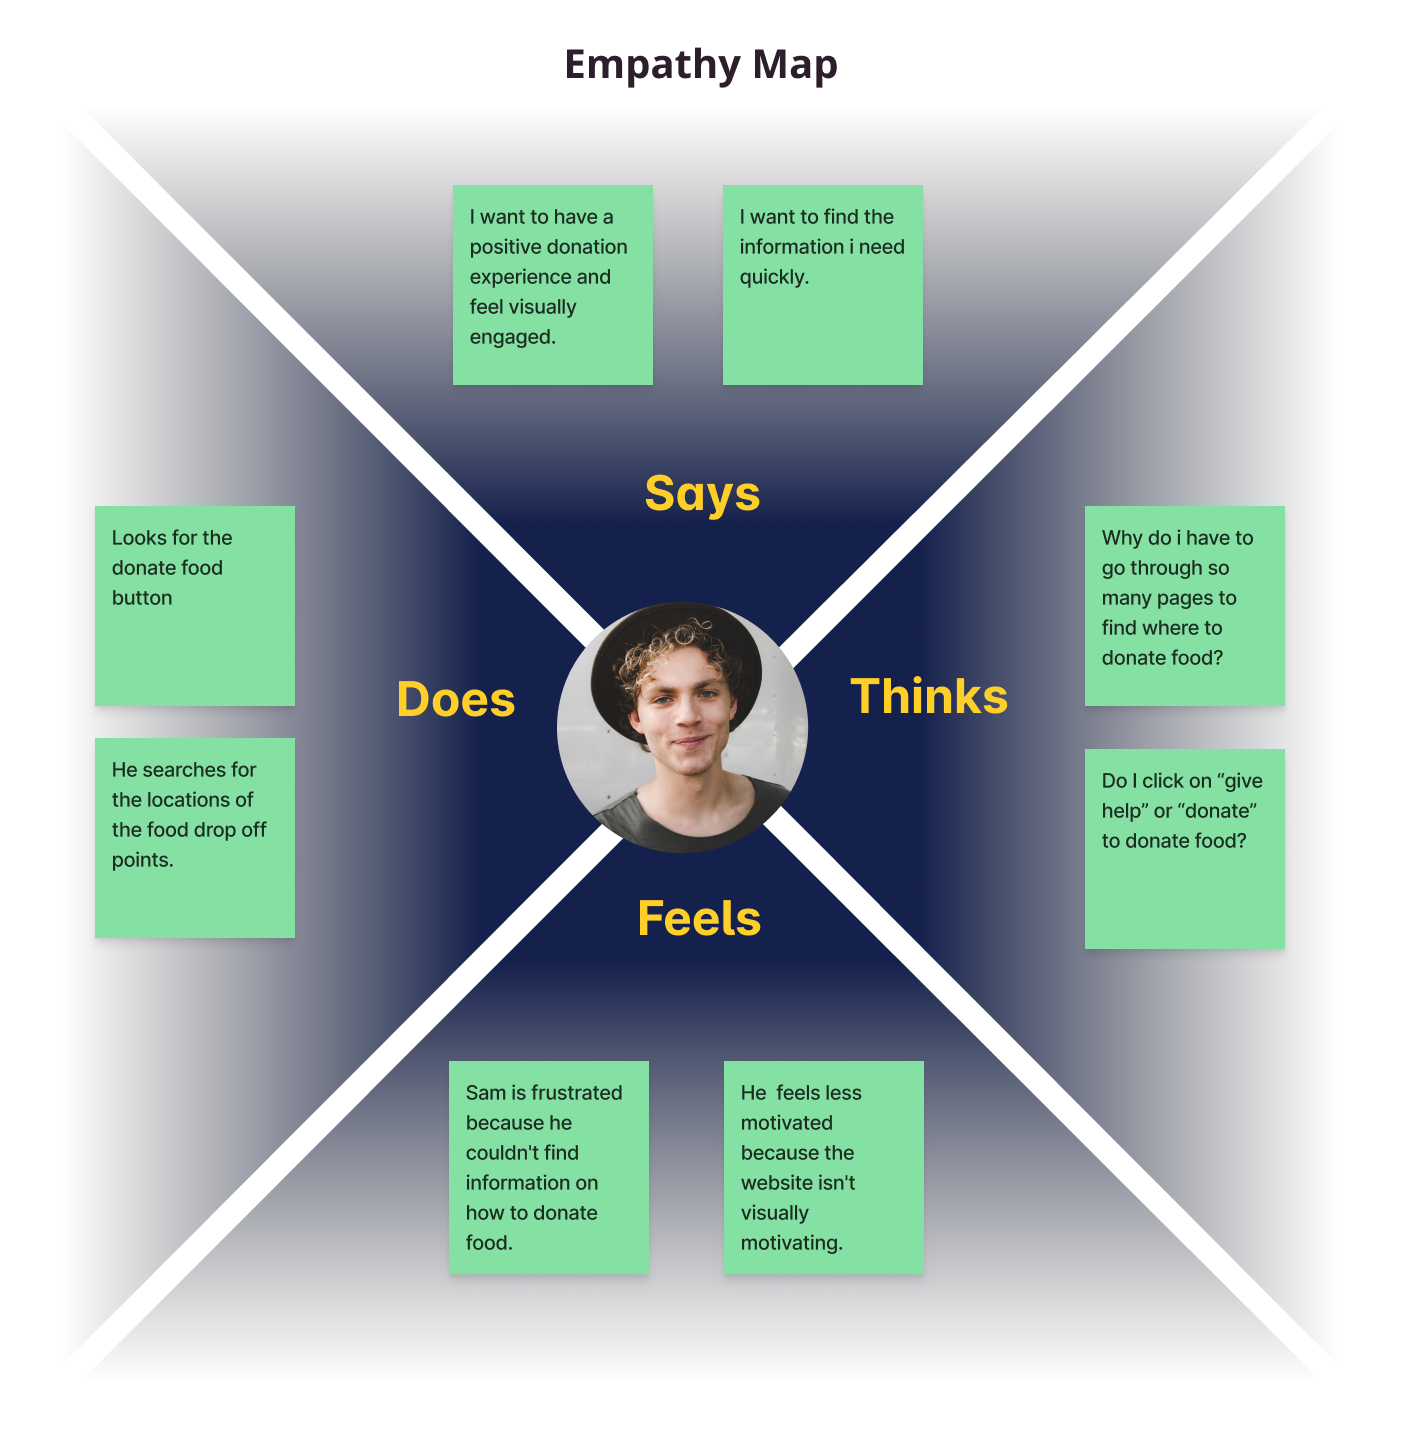 Empathy Map
I want to have a
positive donation
experience and
feel visually
engaged.
I want to find the
information i need
quickly.
Says
Looks for the
donate food
button
He searches for
the locations of
the food drop off
points.
Does
Thinks
Why do i have to
go through so
many pages to
find where to
donate food?
Do I click on “give
help” or “donate”
to donate food?
Feels
Sam is frustrated
because he
couldn't find
information on
how to donate
food.
He  feels less
motivated
because the
website isn't
visually
motivating.